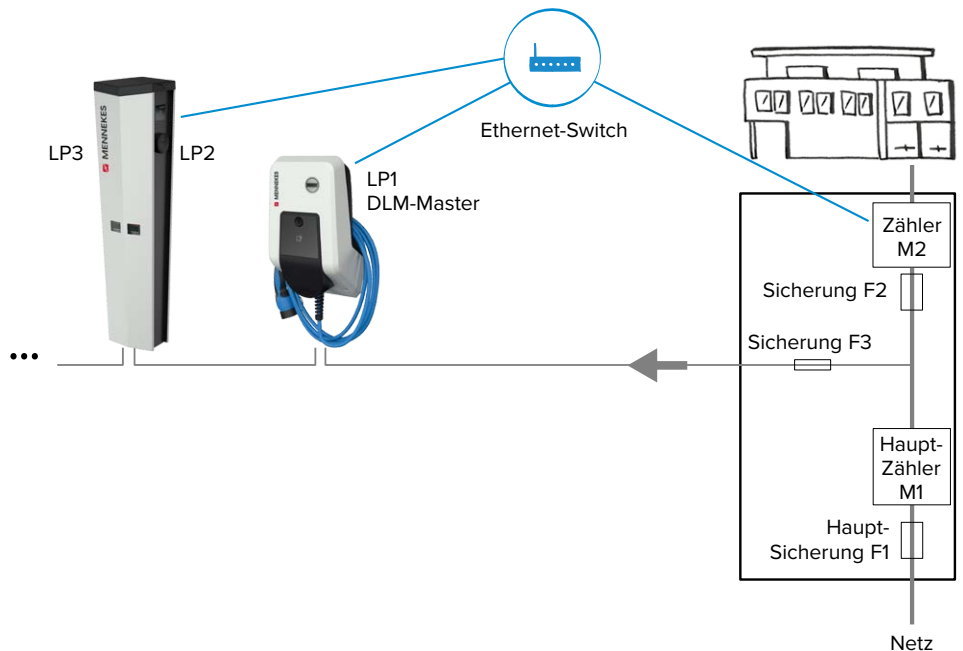 Ethernet-Switch
MENNEKES
LP3
LP2
MENNEKES
LP1
DLM-Master
Zähler
M2
Sicherung F2
Sicherung F3
•••
Haupt-
Zähler
M1
Haupt-
Sicherung F1
Netz